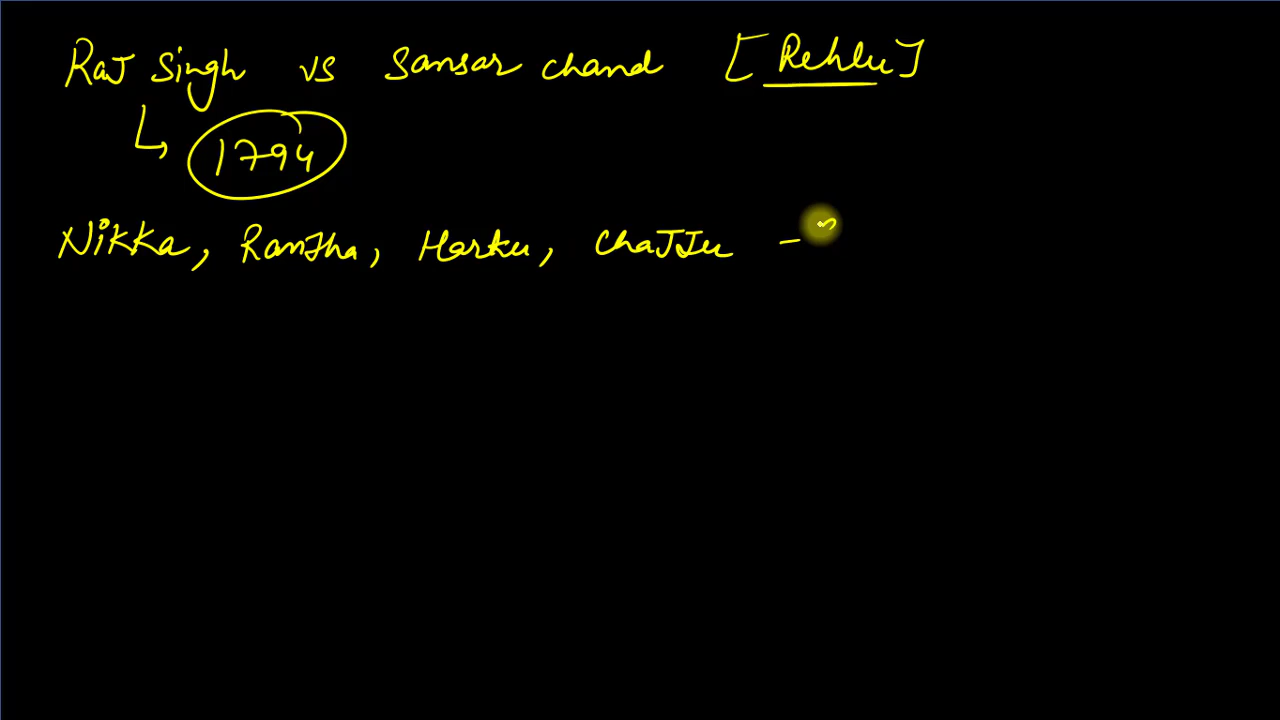 Raj Singh vs Sansar chand [Rehlu]
1794
Nikka, Ranjha, Harku, Chajju -